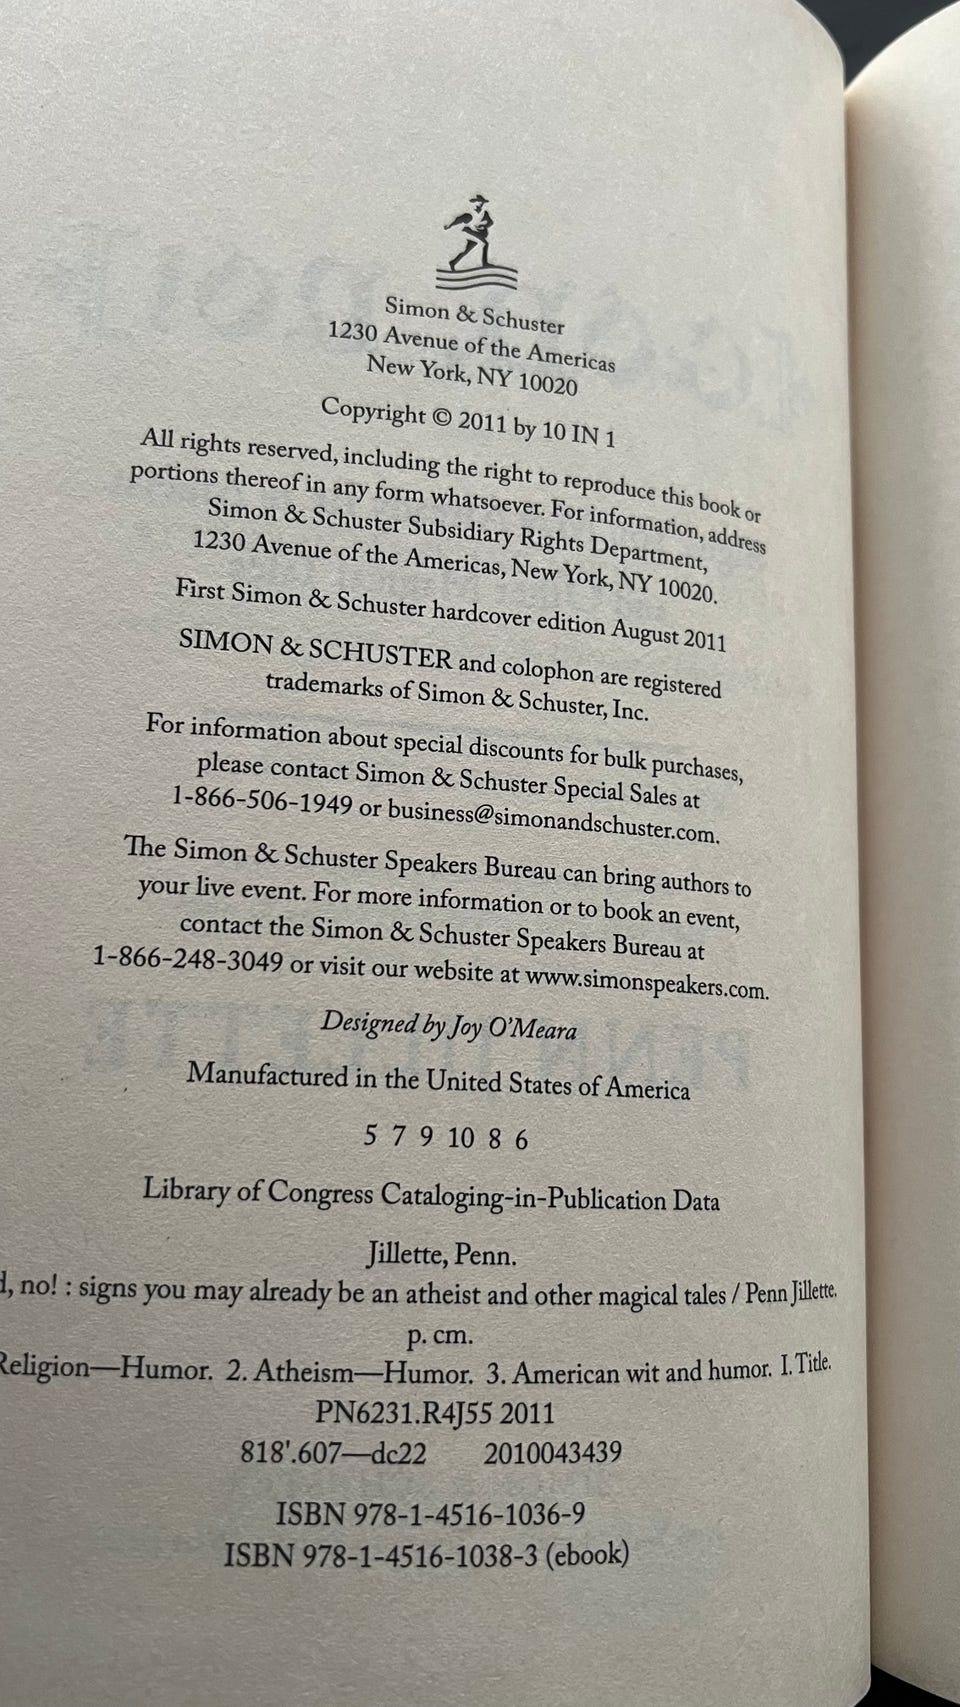 Simon & Schuster
1230 Avenue of the Americas
New York, NY 10020
Copyright © 2011 by 10 IN 1
All rights reserved, including the right to reproduce this book or
portions thereof in any form whatsoever. For information, address
Simon & Schuster Subsidiary Rights Department,
1230 Avenue of the Americas, New York, NY 10020.
First Simon & Schuster hardcover edition August 2011
SIMON & SCHUSTER and colophon are registered
trademarks of Simon & Schuster, Inc.
For information about special discounts for bulk purchases,
please contact Simon & Schuster Special Sales at
1-866-506-1949 or business@simonandschuster.com.
The Simon & Schuster Speakers Bureau can bring authors to
your live event. For more information or to book an event,
contact the Simon & Schuster Speakers Bureau at
1-866-248-3049 or visit our website at www.simonspeakers.com.
Designed by Joy O'Meara
Manufactured in the United States of America
5 7 9 10 8 6
Library of Congress Cataloging-in-Publication Data
Jillette, Penn.
no! : signs you may already be an atheist and other magical tales / Penn Jillette.
p. cm.
Religion—Humor. 2. Atheism—Humor. 3. American wit and humor. I. Title.
PN6231.R4J55 2011
818'.607—dc22 2010043439
ISBN 978-1-4516-1036-9
ISBN 978-1-4516-1038-3 (ebook)